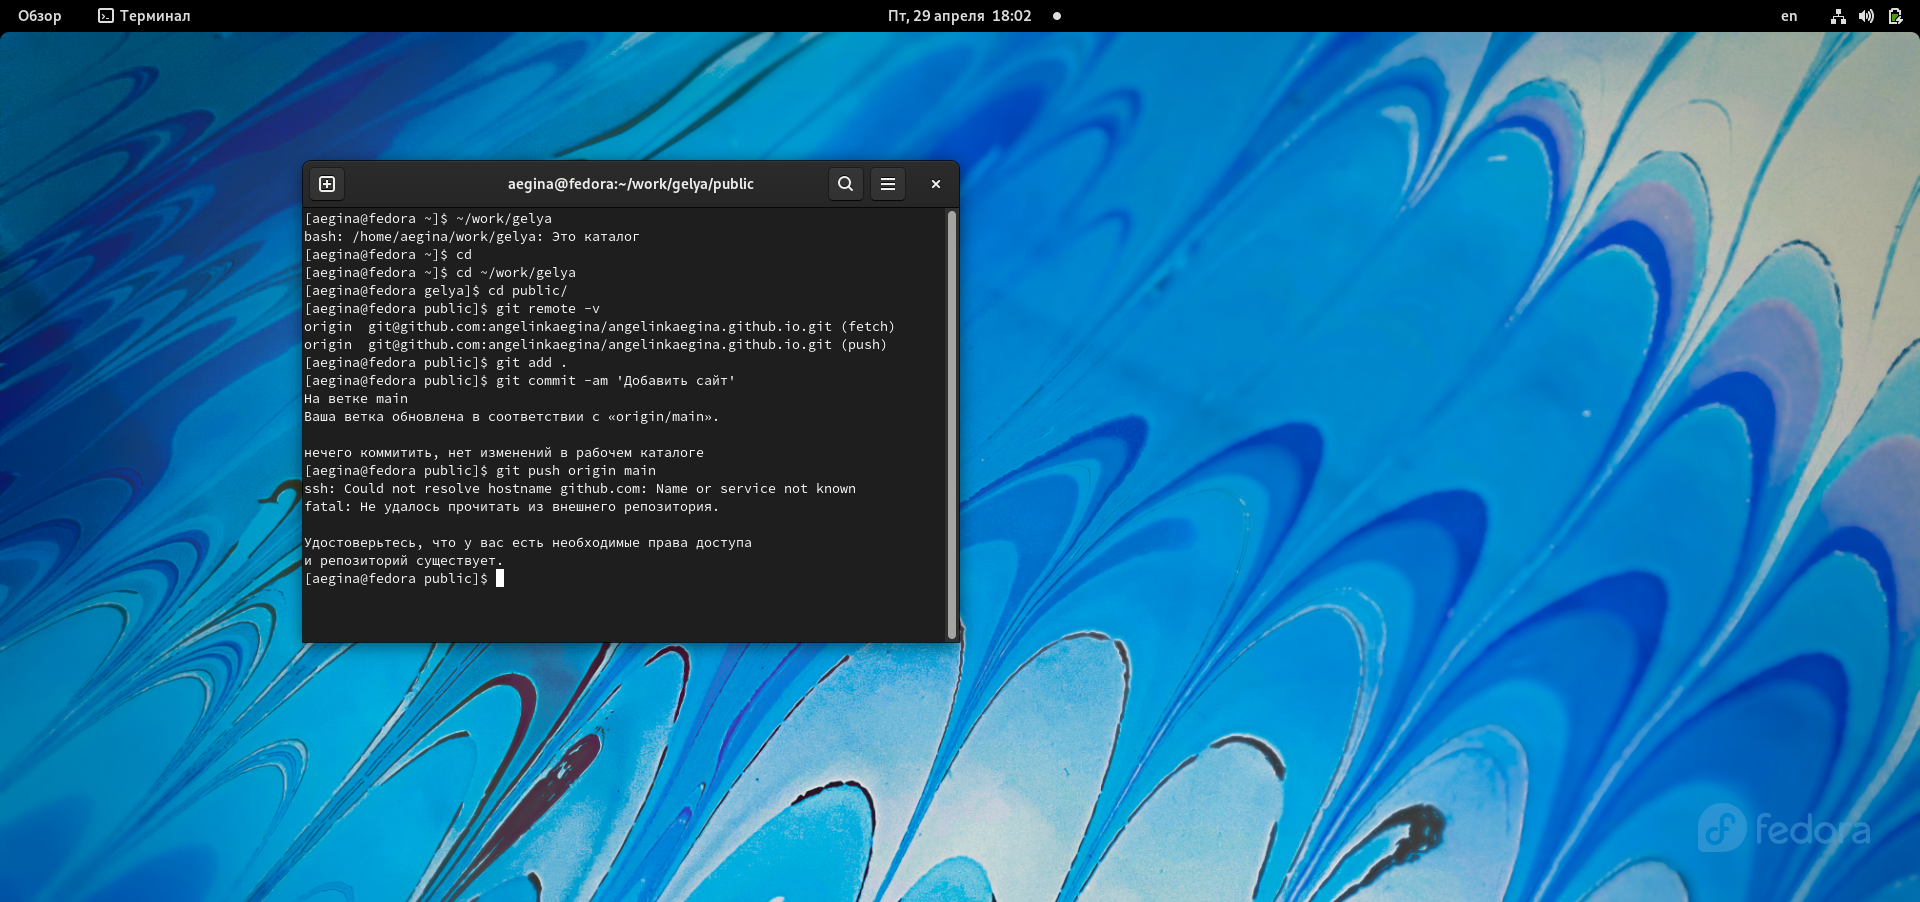 Обзор Терминал Пт, 29 апреля 18:02 en
aegina@fedora:~/work/gelya/public
[aegina@fedora ~]$ ~/work/gelya
bash: /home/aegina/work/gelya: Это каталог
[aegina@fedora ~]$ cd
[aegina@fedora ~]$ cd ~/work/gelya
[aegina@fedora gelya]$ cd public/
[aegina@fedora public]$ git remote -v
origin  git@github.com:angelinkaegina/angelinkaegina.github.io.git (fetch)
origin  git@github.com:angelinkaegina/angelinkaegina.github.io.git (push)
[aegina@fedora public]$ git add .
[aegina@fedora public]$ git commit -am 'Добавить сайт'
На ветке main
Ваша ветка обновлена в соответствии с «origin/main».
нечего коммитить, нет изменений в рабочем каталоге
[aegina@fedora public]$ git push origin main
ssh: Could not resolve hostname github.com: Name or service not known
fatal: Не удалось прочитать из внешнего репозитория.
Удостоверьтесь, что у вас есть необходимые права доступа
и репозиторий существует.
[aegina@fedora public]$
fedora